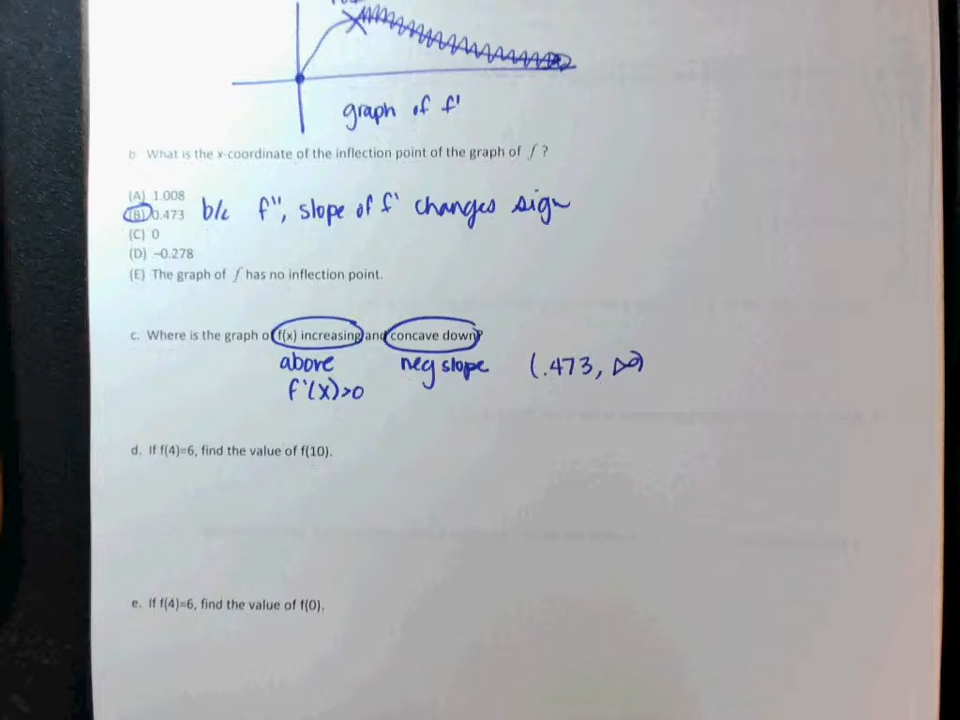 graph of f'
b What is the x-coordinate of the inflection point of the graph of f ?
(A) 1.008
(B) 0.473 b/c f", slope of f' changes sign
(C) 0
(D) -0.278
(E) The graph of f has no inflection point.
c. Where is the graph of f(x) increasing and concave down?
above neg slope (.473, ∞)
f'(x)>0
d. If f(4)=6, find the value of f(10).
e. If f(4)=6, find the value of f(0).